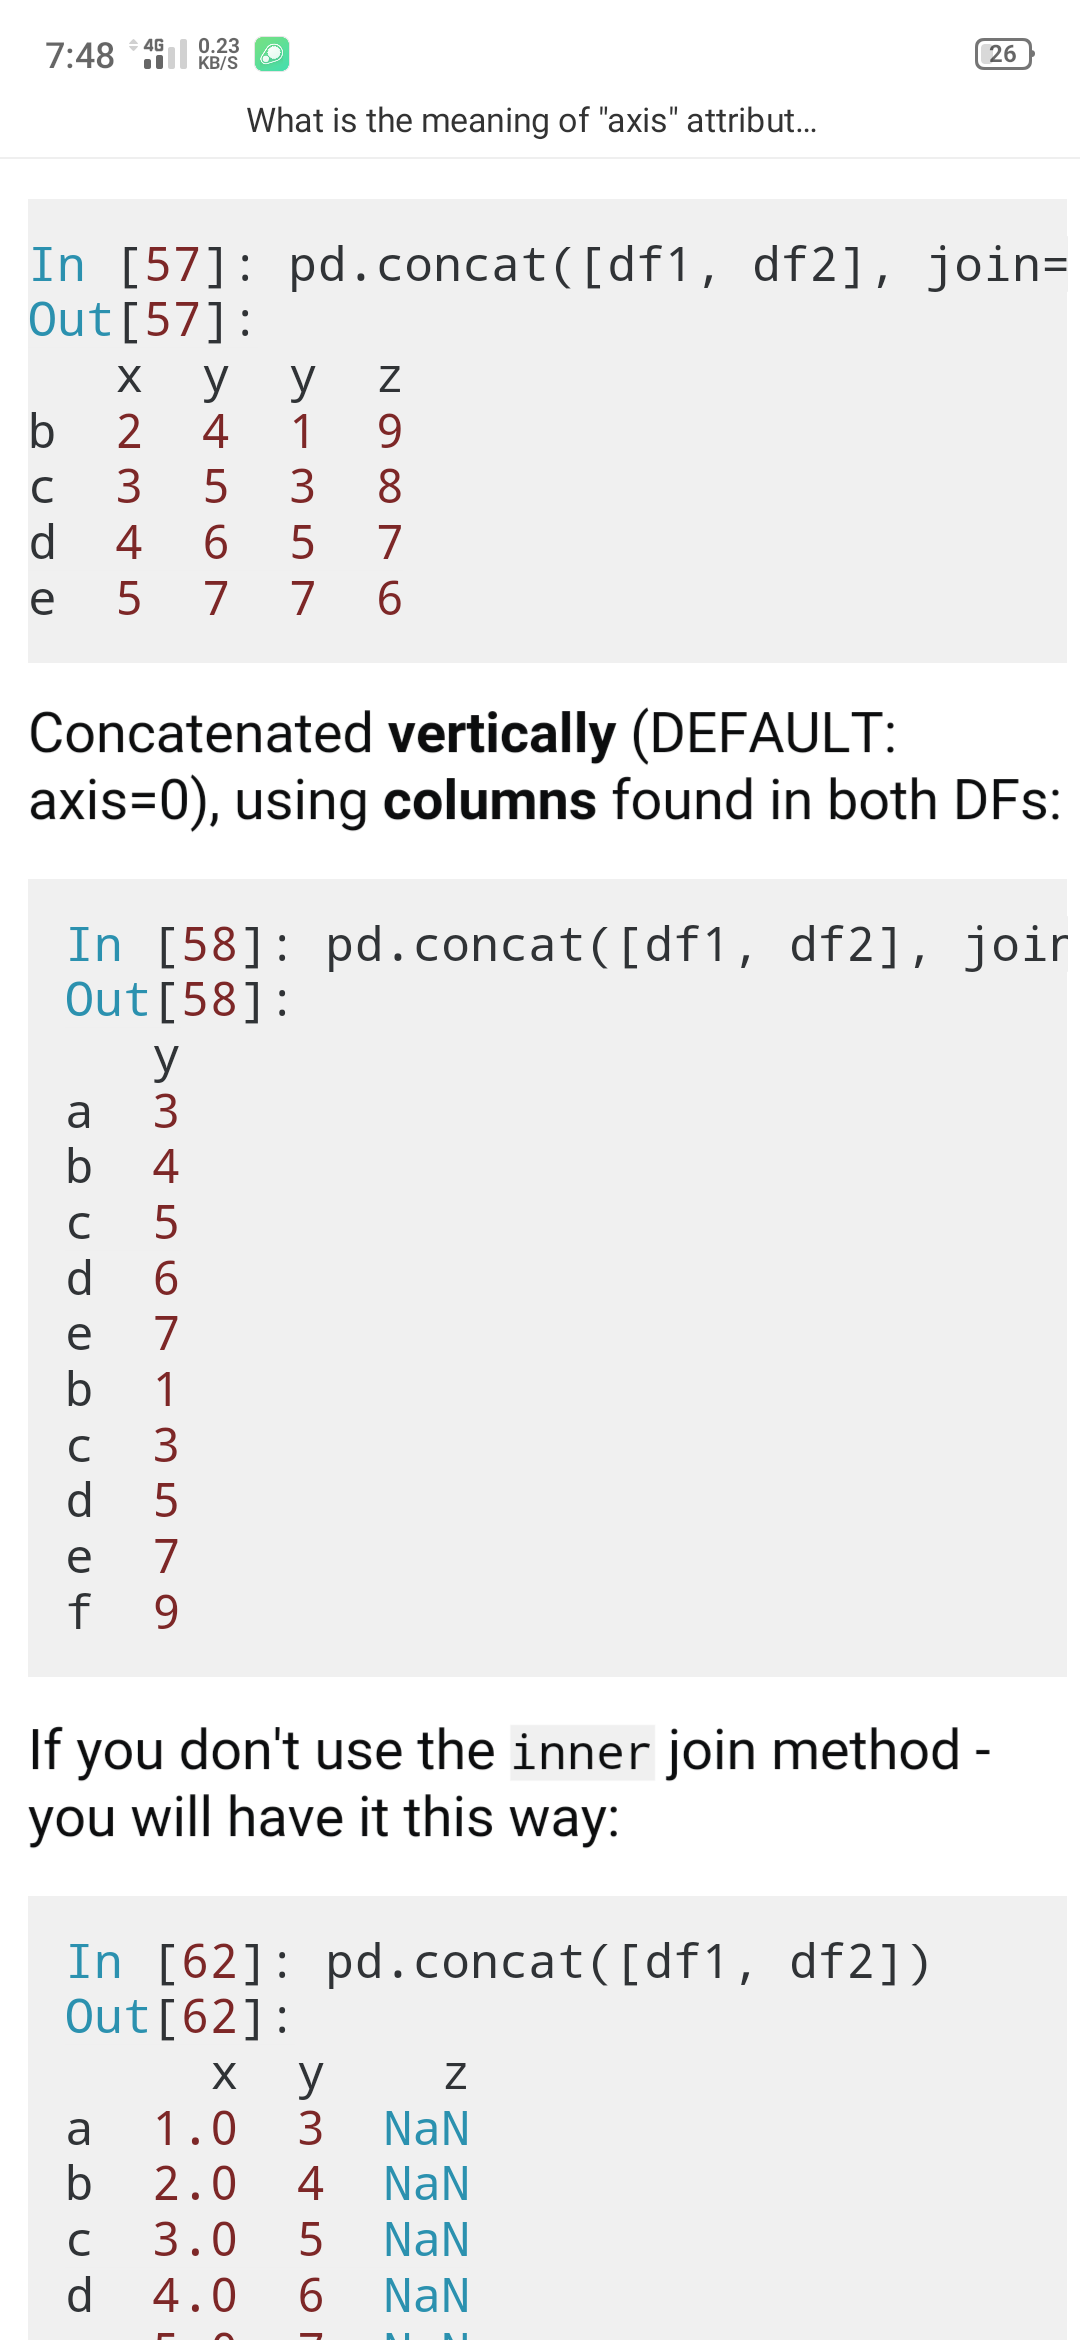 7:48 4G 0.23 KB/S 26
What is the meaning of "axis" attribut...
In [57]: pd.concat([df1, df2], join=
Out[57]:
   x  y  y  z
b  2  4  1  9
c  3  5  3  8
d  4  6  5  7
e  5  7  7  6
Concatenated vertically (DEFAULT:
axis=0), using columns found in both DFs:
In [58]: pd.concat([df1, df2], join
Out[58]:
   y
a  3
b  4
c  5
d  6
e  7
b  1
c  3
d  5
e  7
f  9
If you don't use the inner join method -
you will have it this way:
In [62]: pd.concat([df1, df2])
Out[62]:
     x  y    z
a  1.0  3  NaN
b  2.0  4  NaN
c  3.0  5  NaN
d  4.0  6  NaN